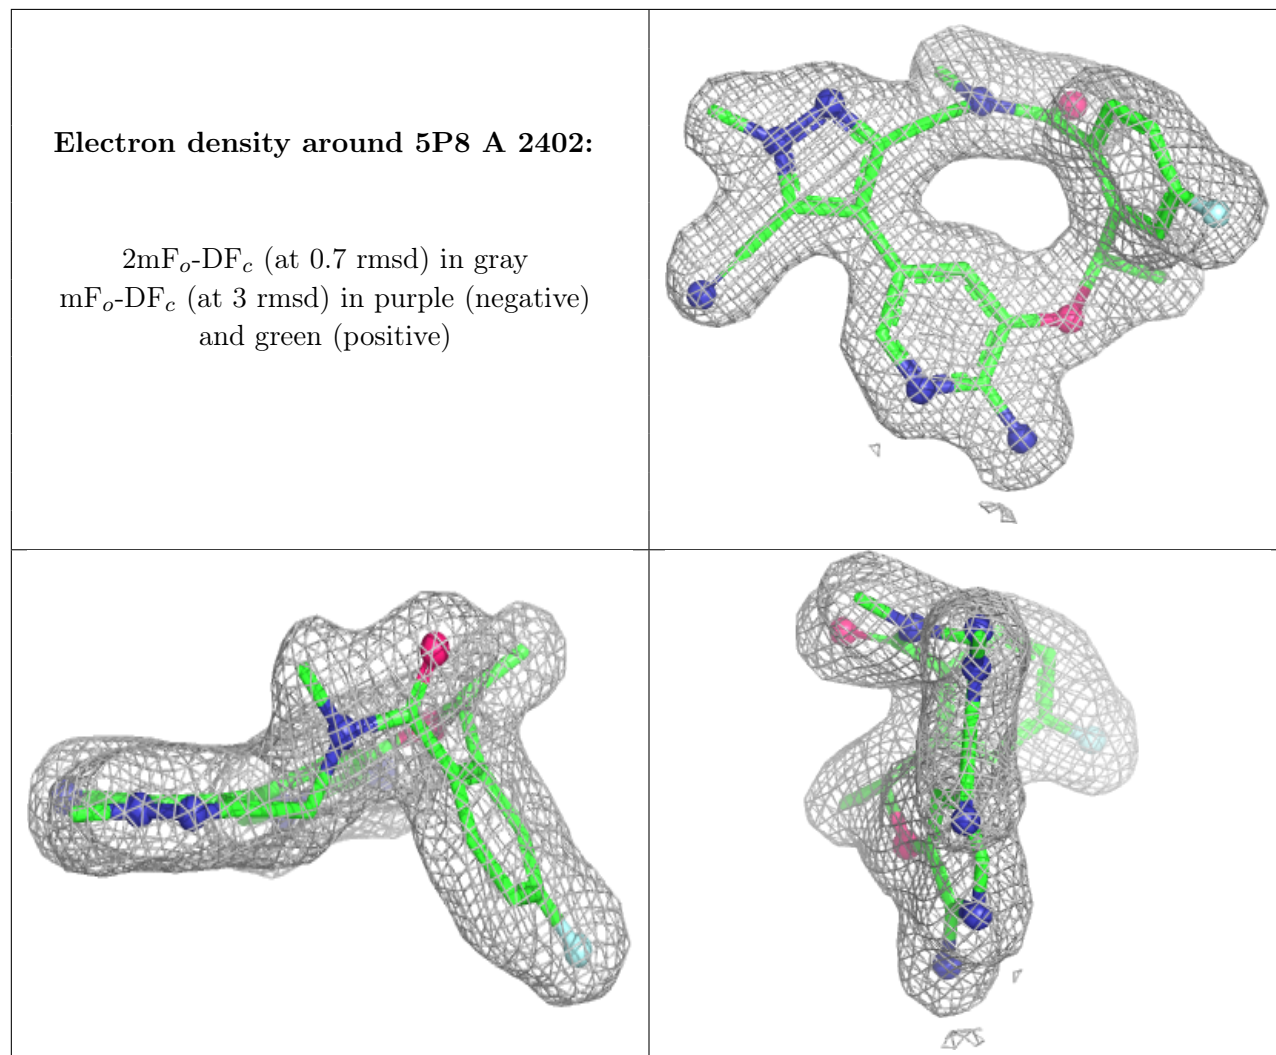 Electron density around 5P8 A 2402:
2mFo-DFc (at 0.7 rmsd) in gray
mFo-DFc (at 3 rmsd) in purple (negative)
and green (positive)